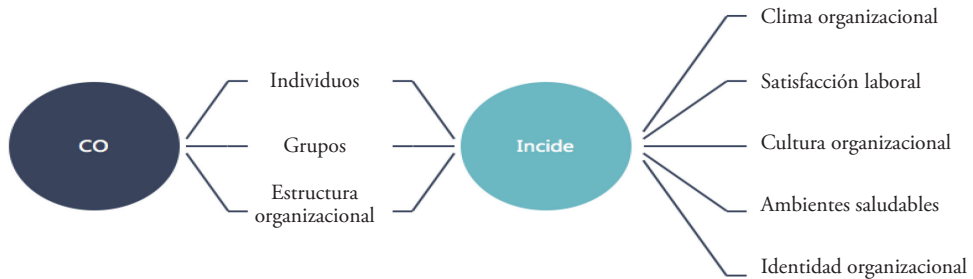 CO
Individuos
Grupos
Estructura
organizacional
Incide
Clima organizacional
Satisfacción laboral
Cultura organizacional
Ambientes saludables
Identidad organizacional